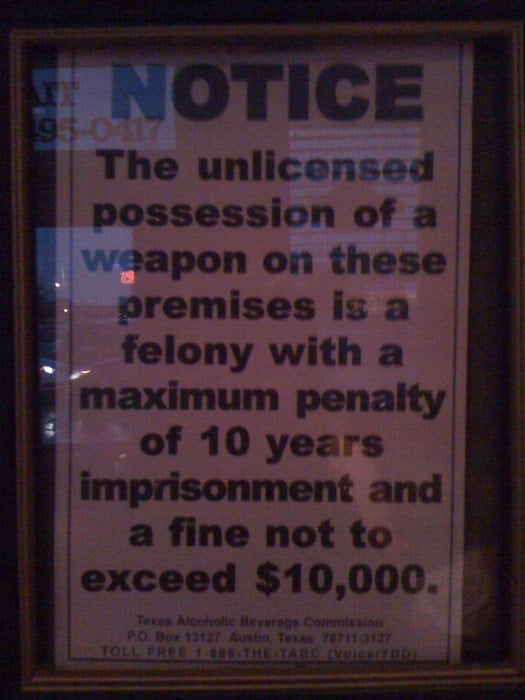 NOTICE
95-0417
The unlicensed
possession of a
weapon on these
premises is a
felony with a
maximum penalty
of 10 years
imprisonment and
a fine not to
exceed $10,000.
Texas Alcoholic Beverage Commission
P.O. Box 13127 Austin, Texas 78711-3127
TOLL FREE 1-888-THE-TABC (Voice/TDD)